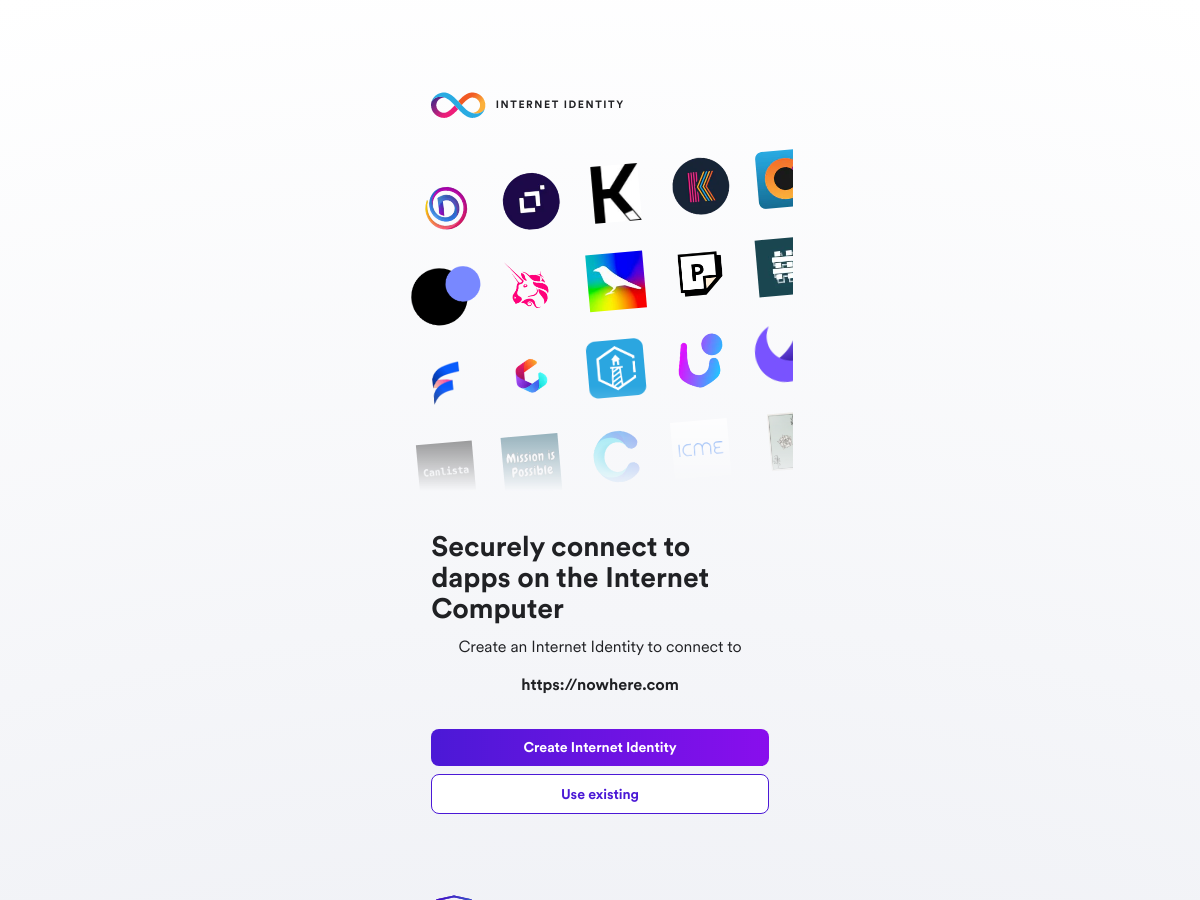 INTERNET IDENTITY
P
Canlista
Mission is
Possible
ICME
Securely connect to
dapps on the Internet
Computer
Create an Internet Identity to connect to
https://nowhere.com
Create Internet Identity
Use existing